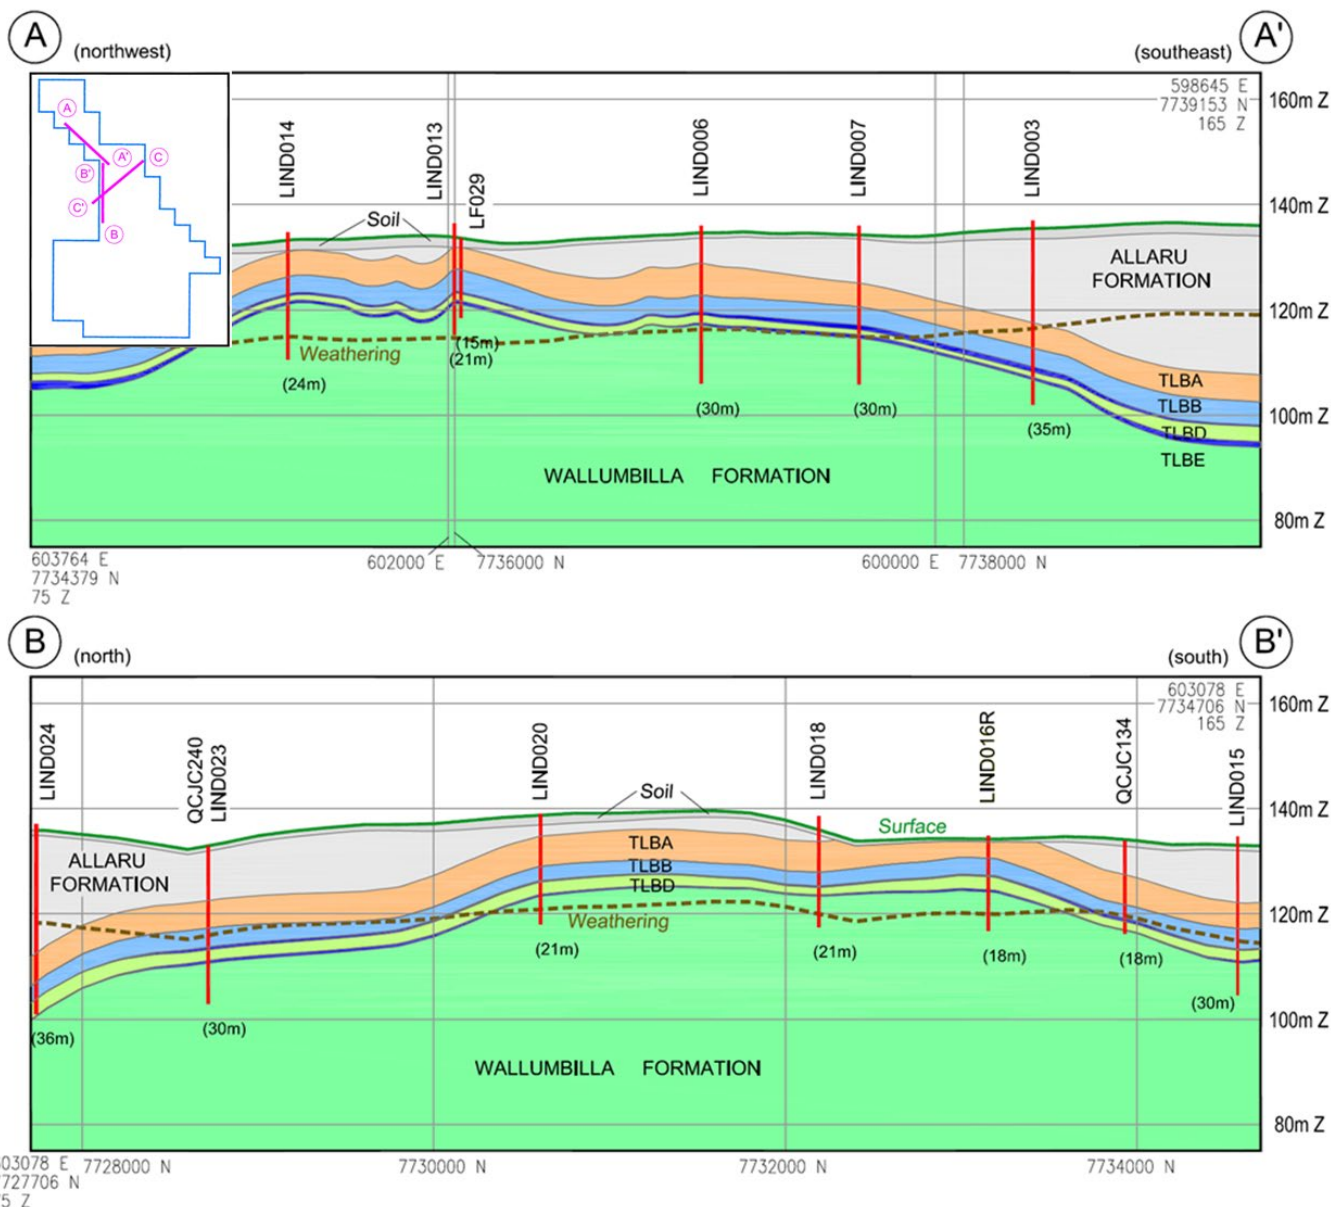 A
(northwest)
(southeast)
A'
598645 E
7739153 N
165 Z
160m Z
140m Z
120m Z
100m Z
80m Z
A
A'
C
B'
C'
B
LIND014
LIND013
LF029
LIND006
LIND007
LIND003
Soil
ALLARU
FORMATION
Weathering
(15m)
(21m)
(24m)
(30m)
(30m)
(35m)
TLBA
TLBB
TLBD
TLBE
WALLUMBILLA FORMATION
603764 E
7734379 N
75 Z
602000 E
7736000 N
600000 E
7738000 N
B
(north)
(south)
B'
603078 E
7734706 N
165 Z
160m Z
140m Z
120m Z
100m Z
80m Z
LIND024
QCJC240
LIND023
LIND020
LIND018
LIND016R
QCJC134
LIND015
Soil
Surface
ALLARU
FORMATION
TLBA
TLBB
TLBD
Weathering
(36m)
(30m)
(21m)
(21m)
(18m)
(18m)
(30m)
WALLUMBILLA FORMATION
03078 E
727706 N
5 Z
7728000 N
7730000 N
7732000 N
7734000 N